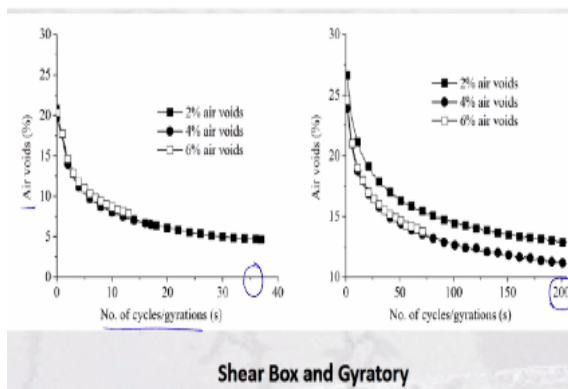 30
25
20
15
10
5
0
Air voids (%)
2% air voids
4% air voids
6% air voids
0 10 20 30 40
No. of cycles/gyrations (s)
30
25
20
15
10
Air voids (%)
2% air voids
4% air voids
6% air voids
0 50 100 150 200
No. of cycles/gyrations (s)
Shear Box and Gyratory